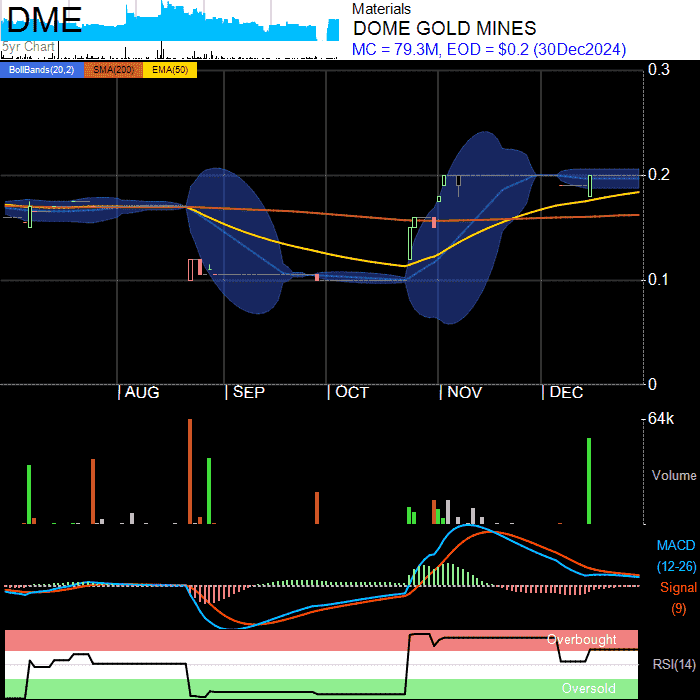 DME
5yr Chart
Materials
DOME GOLD MINES
MC = 79.3M, EOD = $0.2 (30Dec2024)
BollBands(20,2) SMA(200) EMA(50)
0.3
0.2
0.1
0
AUG SEP OCT NOV DEC
64k
Volume
MACD
(12-26)
Signal
(9)
Overbought
RSI(14)
Oversold